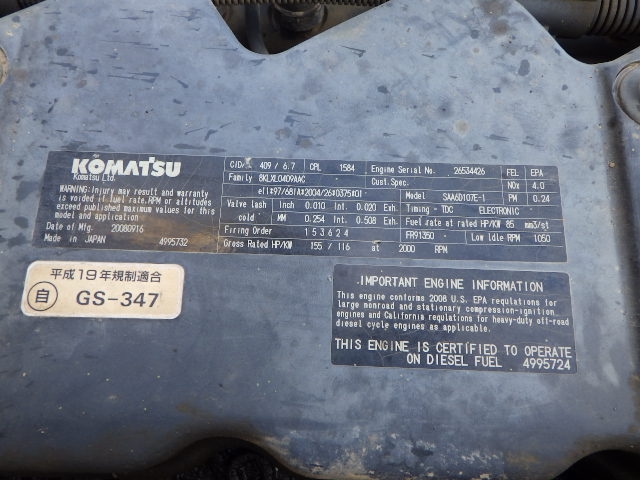 KOMATSU
Komatsu Ltd.
WARNING: Injury may result and warranty
is voided if fuel rate, RPM or altitudes
exceed published maximum values for this
model and application
Date of Mfg. 20080916
Made in JAPAN 4995732
CID/L 409 / 6.7 CPL 1584 Engine Serial No. 26534426 FEL EPA
Family 8KLXL0409AAC Cust. Spec. NOx 4.0
e11*97/68IA*2004/26*0375*01 Model SAA6D107E-1 PM 0.24
Valve lash Inch 0.010 Int. 0.020 Exh. Timing - TDC ELECTRONIC
cold MM 0.254 Int. 0.508 Exh. Fuel rate at rated HP/KW 85 mm3/st
Firing Order 153624 FR91350 Low Idle RPM 1050
Gross Rated HP/KW 155 / 116 at 2000 RPM
平成19年規制適合
自 GS-347
IMPORTANT ENGINE INFORMATION
This engine conforms 2008 U.S. EPA regulations for
large nonroad and stationary compression-ignition
engines and California regulations for heavy-duty off-road
diesel cycle engines as applicable.
THIS ENGINE IS CERTIFIED TO OPERATE
ON DIESEL FUEL 4995724